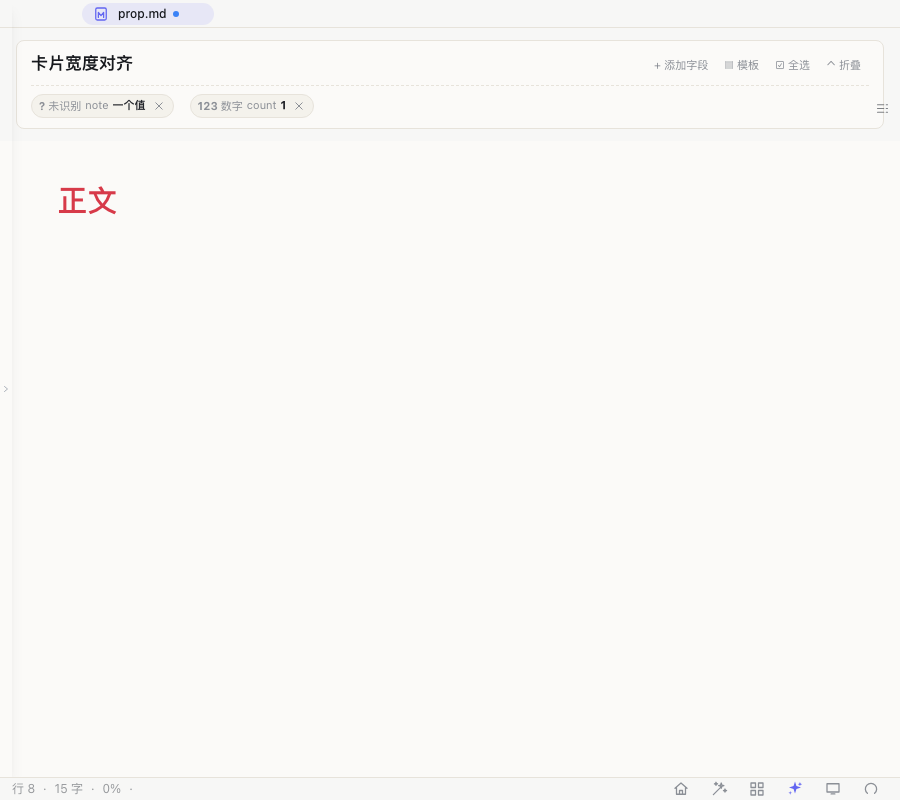 prop.md
卡片宽度对齐
+ 添加字段 模板 全选 折叠
? 未识别 note 一个值 × 123 数字 count 1 ×
正文
行 8 · 15 字 · 0% ·